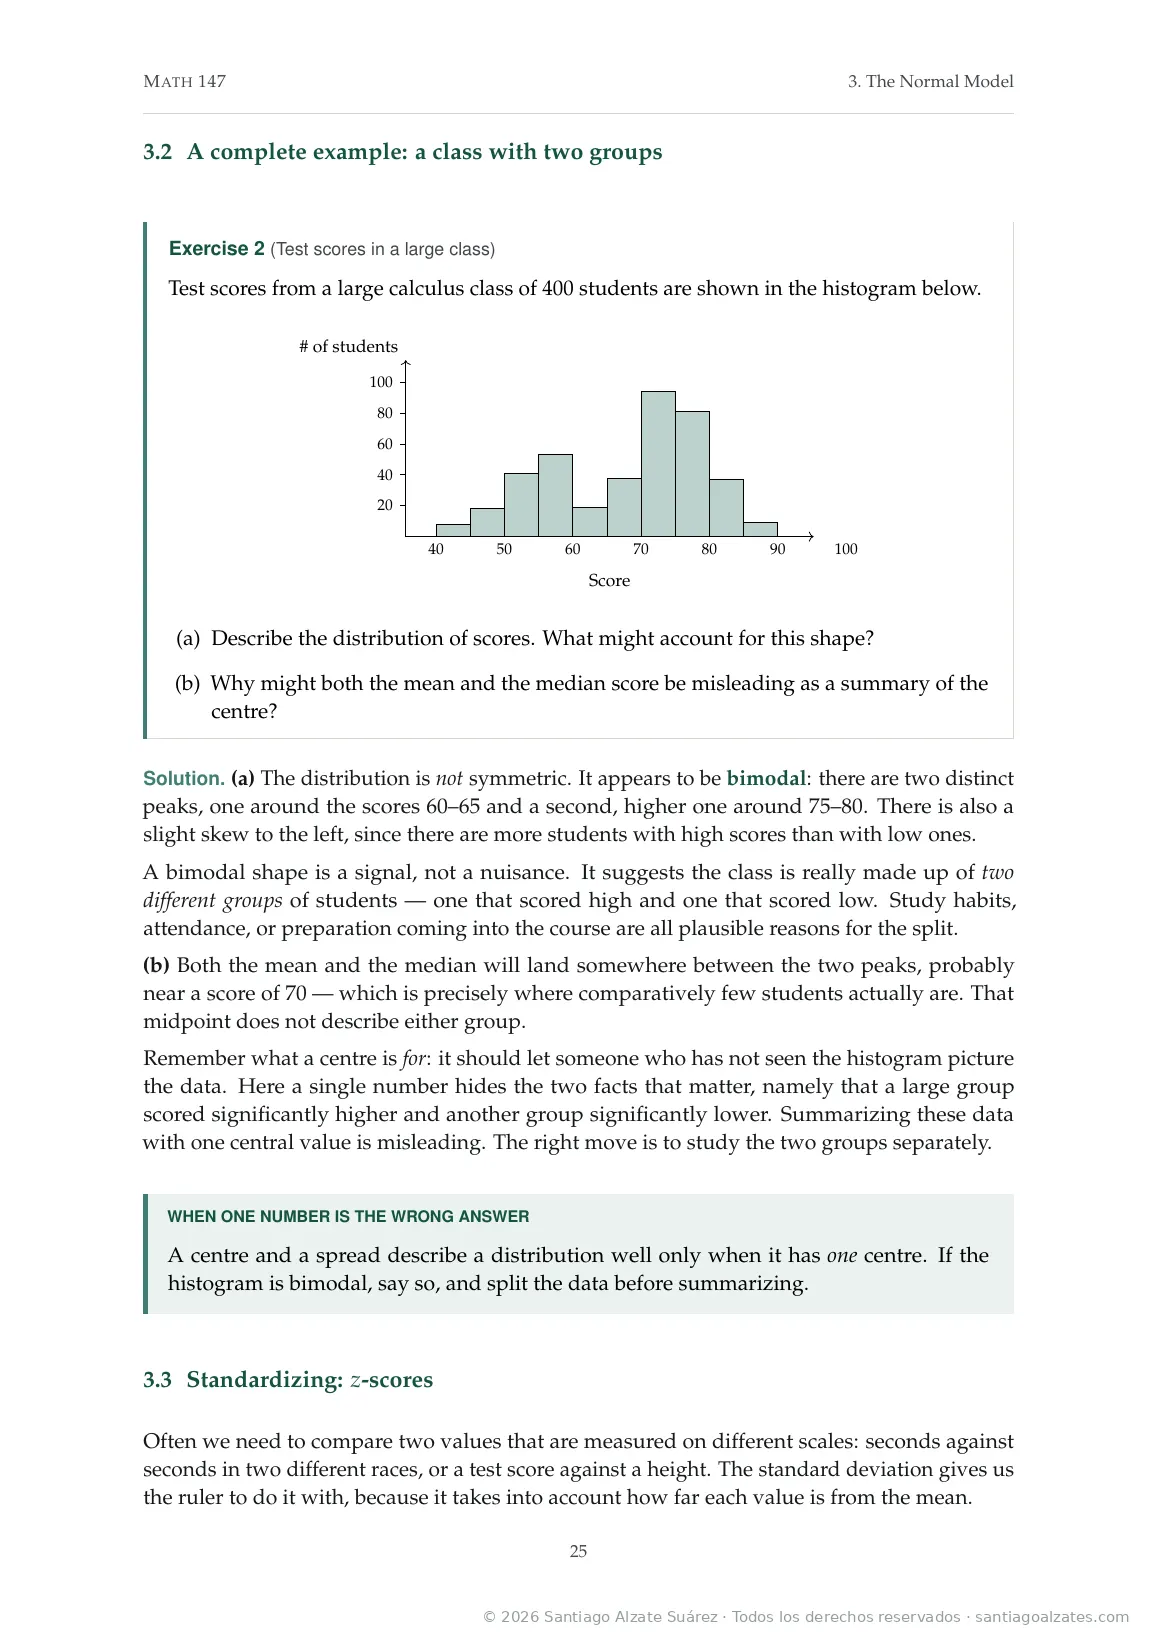 MATH 147
3. The Normal Model
3.2 A complete example: a class with two groups
Exercise 2 (Test scores in a large class)
Test scores from a large calculus class of 400 students are shown in the histogram below.
# of students
100
80
60
40
20
40 50 60 70 80 90 100
Score
(a) Describe the distribution of scores. What might account for this shape?
(b) Why might both the mean and the median score be misleading as a summary of the
centre?
Solution. (a) The distribution is not symmetric. It appears to be bimodal: there are two distinct
peaks, one around the scores 60–65 and a second, higher one around 75–80. There is also a
slight skew to the left, since there are more students with high scores than with low ones.
A bimodal shape is a signal, not a nuisance. It suggests the class is really made up of two
different groups of students — one that scored high and one that scored low. Study habits,
attendance, or preparation coming into the course are all plausible reasons for the split.
(b) Both the mean and the median will land somewhere between the two peaks, probably
near a score of 70 — which is precisely where comparatively few students actually are. That
midpoint does not describe either group.
Remember what a centre is for: it should let someone who has not seen the histogram picture
the data. Here a single number hides the two facts that matter, namely that a large group
scored significantly higher and another group significantly lower. Summarizing these data
with one central value is misleading. The right move is to study the two groups separately.
WHEN ONE NUMBER IS THE WRONG ANSWER
A centre and a spread describe a distribution well only when it has one centre. If the
histogram is bimodal, say so, and split the data before summarizing.
3.3 Standardizing: z-scores
Often we need to compare two values that are measured on different scales: seconds against
seconds in two different races, or a test score against a height. The standard deviation gives us
the ruler to do it with, because it takes into account how far each value is from the mean.
25
© 2026 Santiago Alzate Suárez · Todos los derechos reservados · santiagoalzates.com